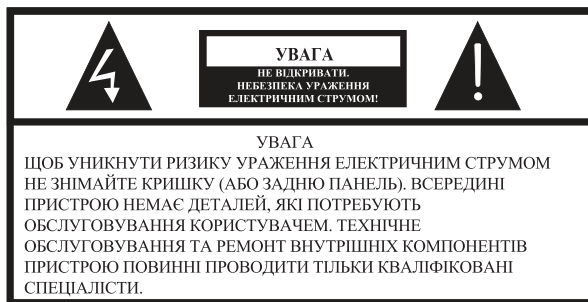 УВАГА
НЕ ВІДКРИВАТИ.
НЕБЕЗПЕКА УРАЖЕННЯ
ЕЛЕКТРИЧНИМ СТРУМОМ!
УВАГА
ЩОБ УНИКНУТИ РИЗИКУ УРАЖЕННЯ ЕЛЕКТРИЧНИМ СТРУМОМ
НЕ ЗНІМАЙТЕ КРИШКУ (АБО ЗАДНЮ ПАНЕЛЬ). ВСЕРЕДИНІ
ПРИСТРОЮ НЕМАЄ ДЕТАЛЕЙ, ЯКІ ПОТРЕБУЮТЬ
ОБСЛУГОВУВАННЯ КОРИСТУВАЧЕМ. ТЕХНІЧНЕ
ОБСЛУГОВУВАННЯ ТА РЕМОНТ ВНУТРІШНІХ КОМПОНЕНТІВ
ПРИСТРОЮ ПОВИННІ ПРОВОДИТИ ТІЛЬКИ КВАЛІФІКОВАНІ
СПЕЦІАЛІСТИ.